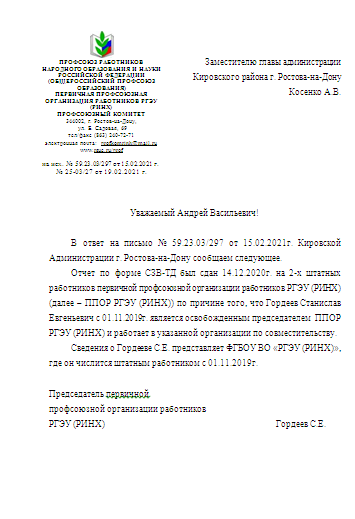 ПРОФСОЮЗ РАБОТНИКОВ
НАРОДНОГО ОБРАЗОВАНИЯ И НАУКИ
РОССИЙСКОЙ ФЕДЕРАЦИИ
(ОБЩЕРОССИЙСКИЙ ПРОФСОЮЗ
ОБРАЗОВАНИЯ)
ПЕРВИЧНАЯ ПРОФСОЮЗНАЯ
ОРГАНИЗАЦИЯ РАБОТНИКОВ РГЭУ
(РИНХ)
ПРОФСОЮЗНЫЙ КОМИТЕТ
344002, г. Ростов-на-Дону,
ул. Б. Садовая, 69
тел/факс (863) 240-72-71
электронная почта:
на исх. № 59.23.03/297 от 15.02.2021 г.
№ 25-03/27 от 19.02.2021 г.
Заместителю главы администрации
Кировского района г. Ростова-на-Дону
Косенко А.В.
Уважаемый Андрей Васильевич!
В ответ на письмо № 59.23.03/297 от 15.02.2021г. Кировской
Администрации г. Ростова-на-Дону сообщаем следующее.
Отчет по форме СЗВ-ТД был сдан 14.12.2020г. на 2-х штатных
работников первичной профсоюзной организации работников РГЭУ (РИНХ)
(далее – ППОР РГЭУ (РИНХ)) по причине того, что Гордеев Станислав
Евгеньевич с 01.11.2019г. является освобожденным председателем ППОР
РГЭУ (РИНХ) и работает в указанной организации по совместительству.
Сведения о Гордееве С.Е. представляет ФГБОУ ВО «РГЭУ (РИНХ)»,
где он числится штатным работником с 01.11.2019г.
Председатель первичной
профсоюзной организации работников
РГЭУ (РИНХ) Гордеев С.Е.